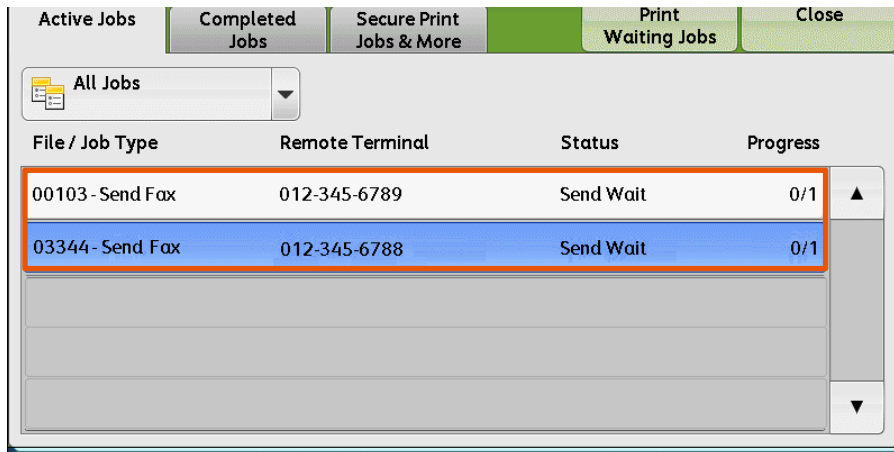 Active Jobs
Completed
Jobs
Secure Print
Jobs & More
Print
Waiting Jobs
Close
All Jobs
File / Job Type Remote Terminal Status Progress
00103 - Send Fax 012-345-6789 Send Wait 0/1
03344 - Send Fax 012-345-6788 Send Wait 0/1